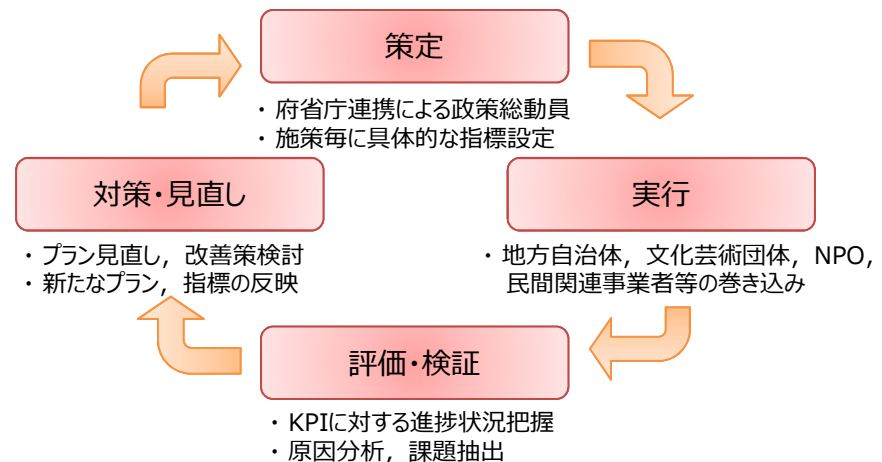 策定
・ 府省庁連携による政策総動員
・ 施策毎に具体的な指標設定
対策・見直し
・ プラン見直し，改善策検討
・ 新たなプラン，指標の反映
実行
・ 地方自治体，文化芸術団体，NPO，
民間関連事業者等の巻き込み
評価・検証
・ KPIに対する進捗状況把握
・ 原因分析，課題抽出